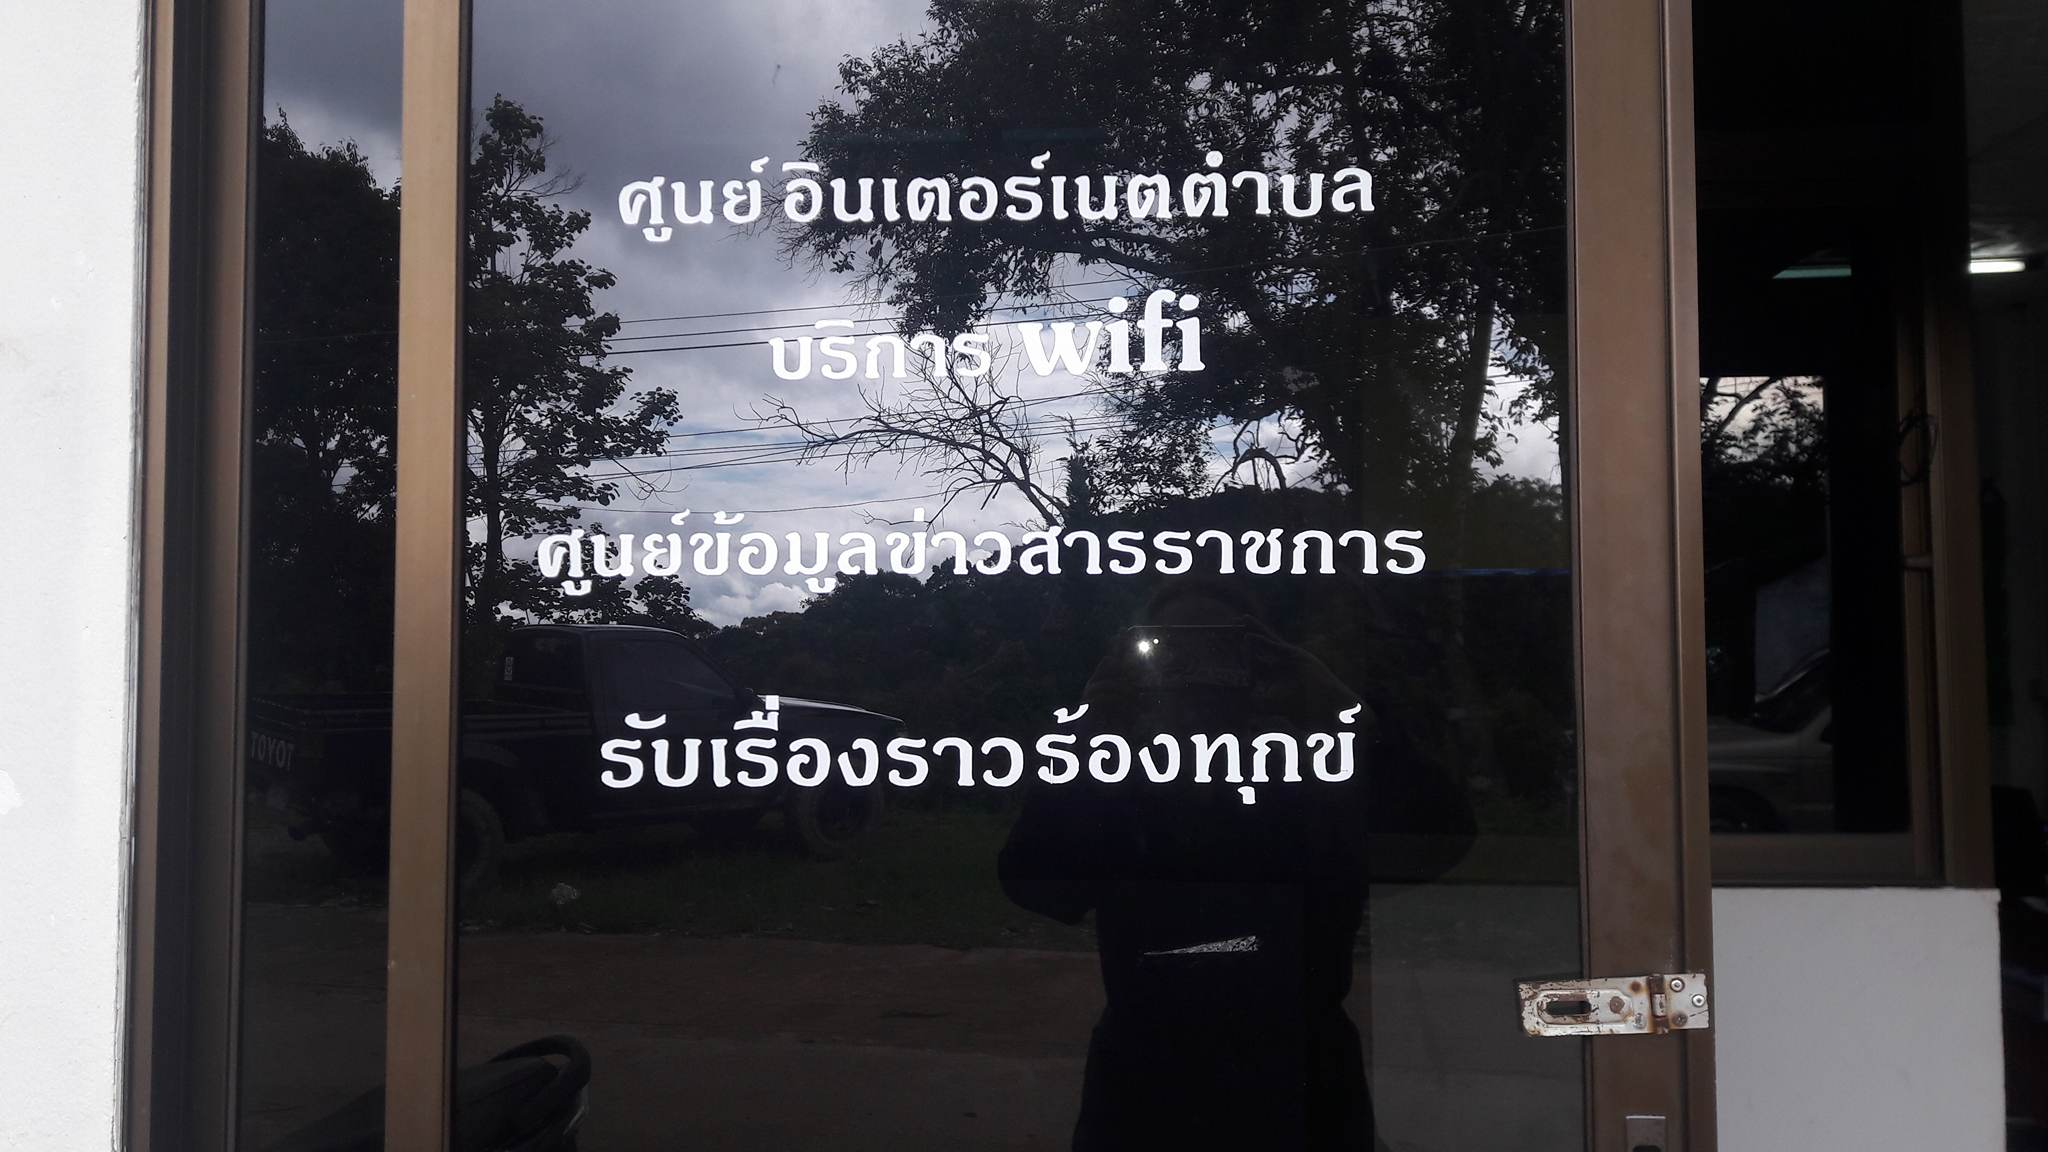 ศูนย์ อินเตอร์เนตตำบล
บริการ wifi
ศูนย์ข้อมูลข่าวสารราชการ
รับเรื่องราวร้องทุกข์
TOYOT